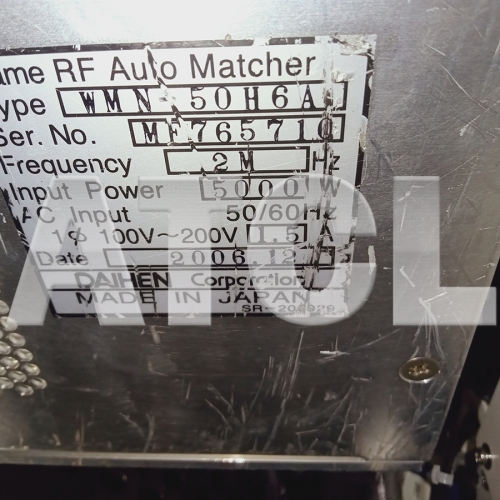 ame RF Auto Matcher
ype WMN-50H6A
Ser. No. MF765710
Frequency 2M Hz
Input Power 5000 W
AC Input 50/60Hz
1ϕ 100V~200V 1.5 A
Date 2006.12
DAIHEN Corporation
MADE IN JAPAN
ATCL